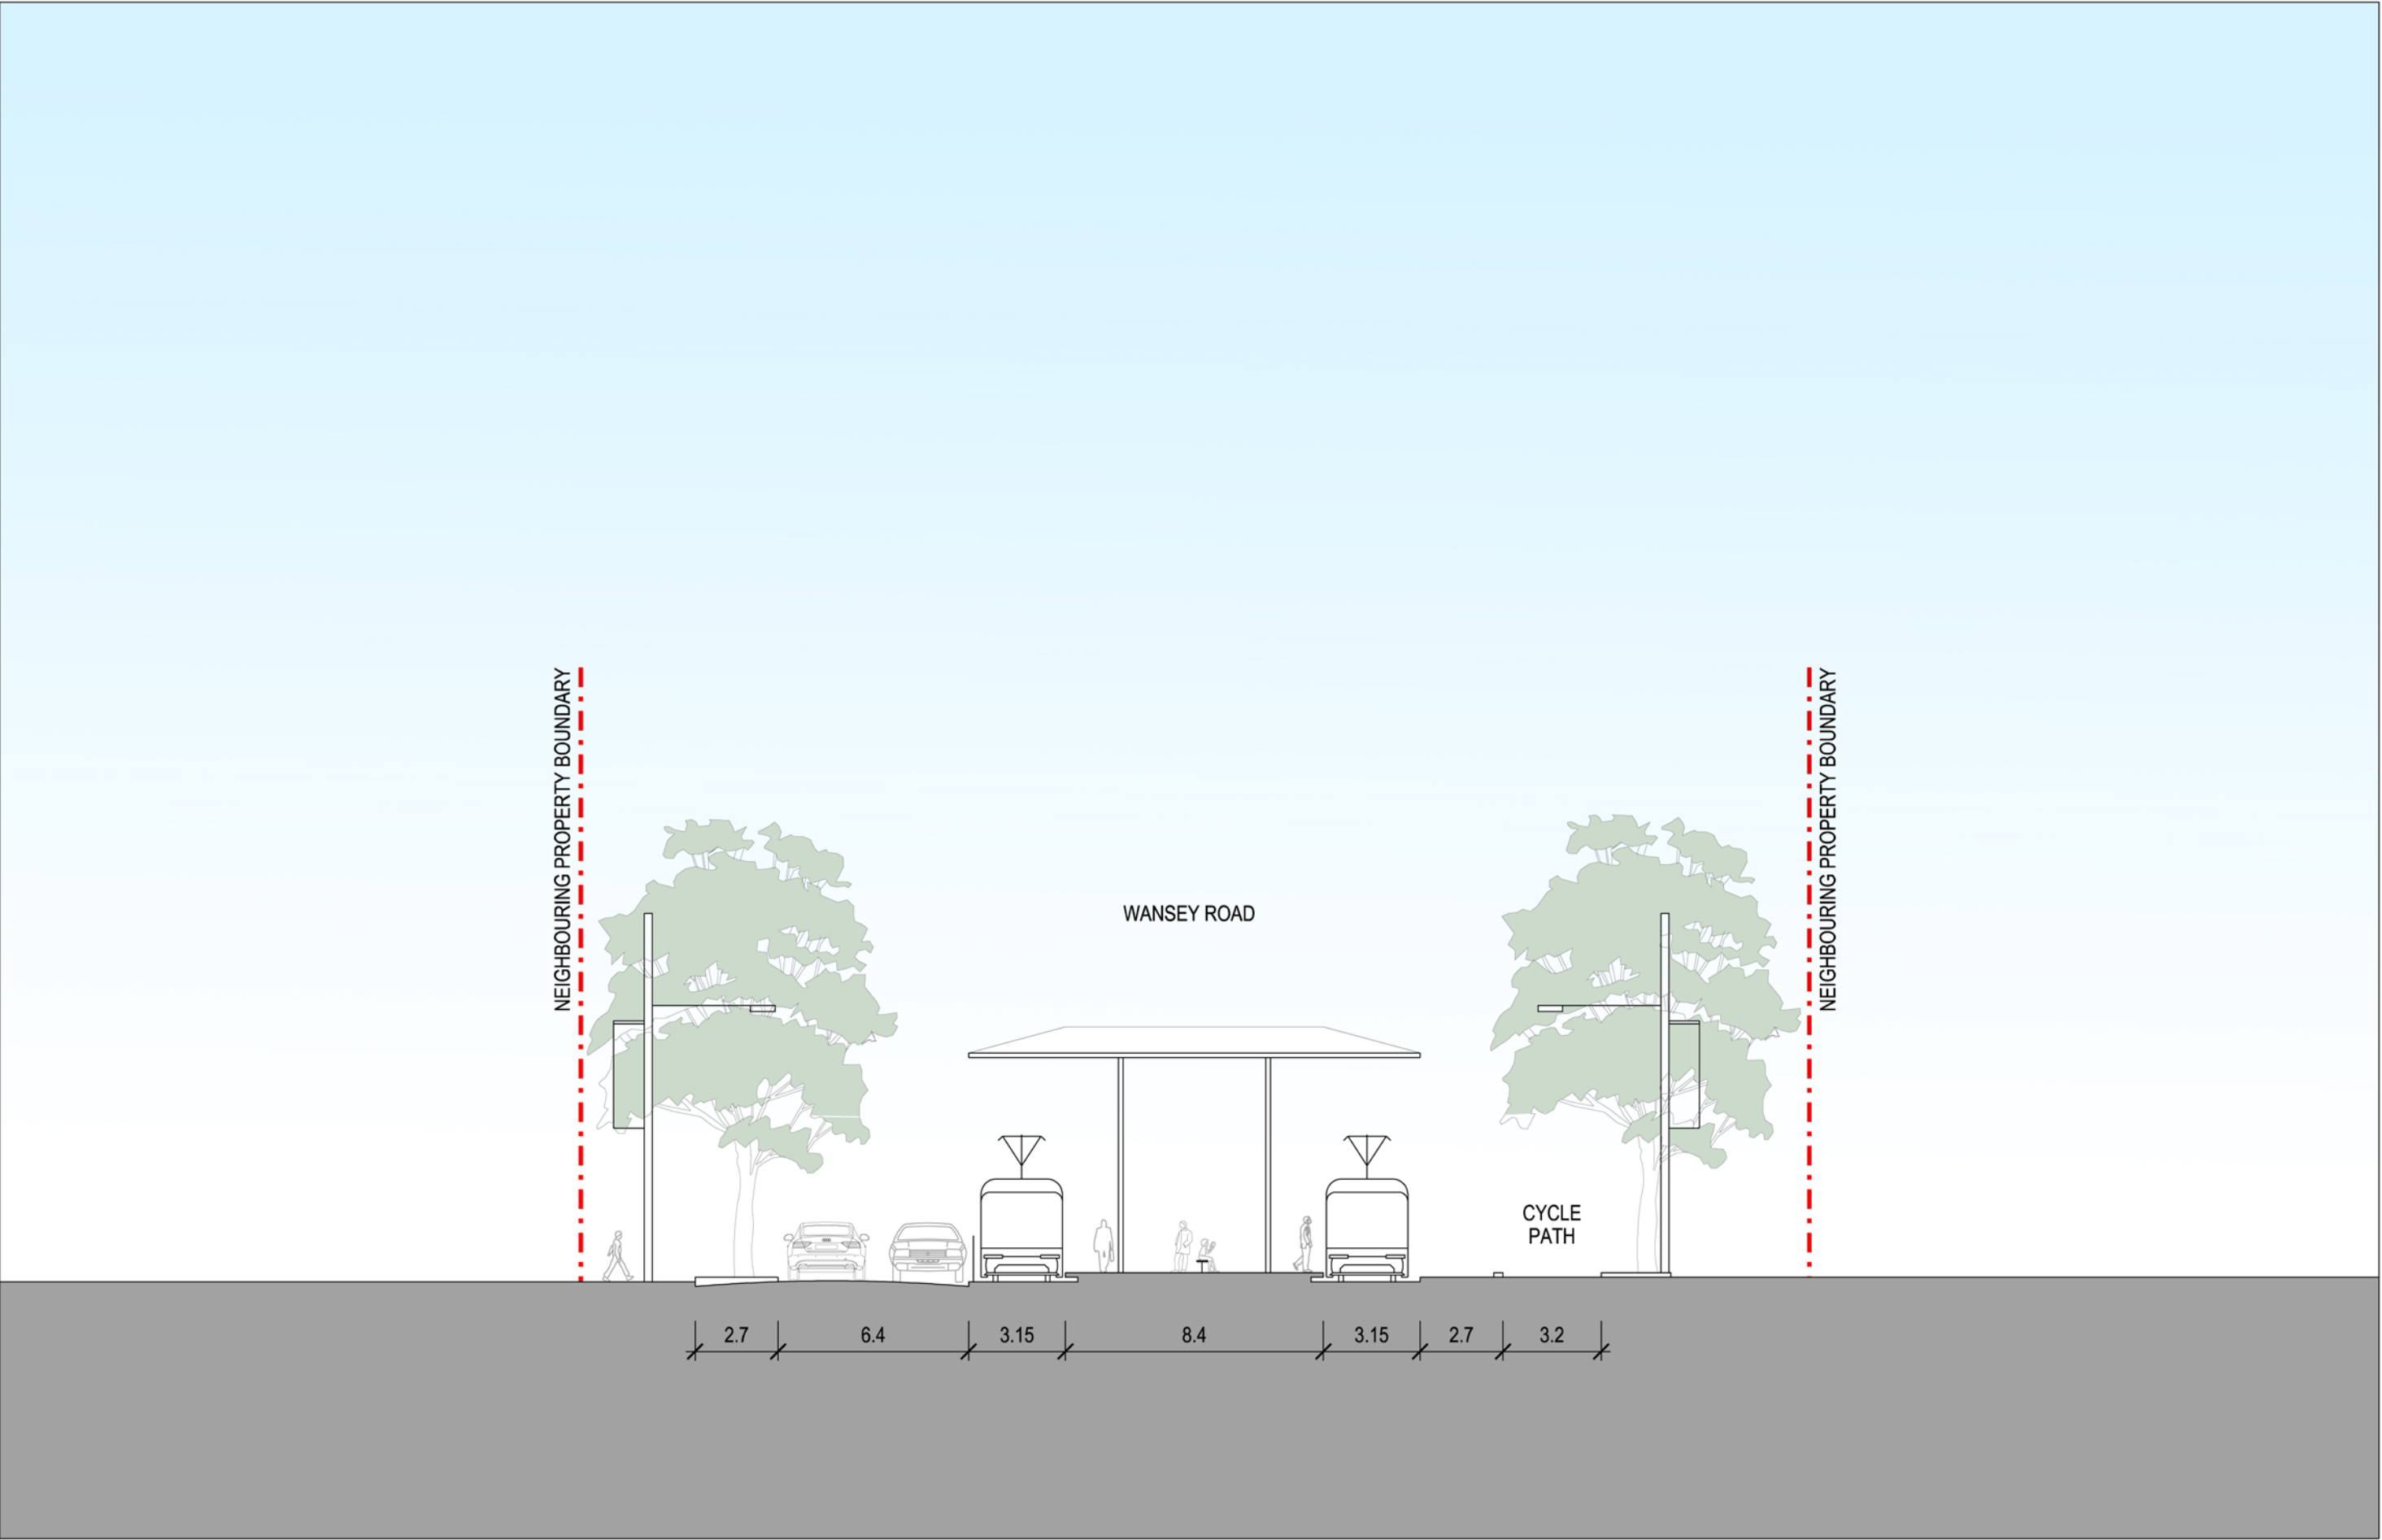 NEIGHBOURING PROPERTY BOUNDARY
NEIGHBOURING PROPERTY BOUNDARY
WANSEY ROAD
CYCLE
PATH
2.7 6.4 3.15 8.4 3.15 2.7 3.2